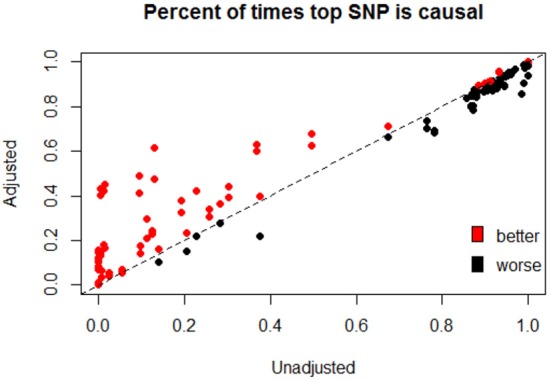 Percent of times top SNP is causal
Adjusted
1.0
0.8
0.6
0.4
0.2
0.0
better
worse
0.0 0.2 0.4 0.6 0.8 1.0
Unadjusted